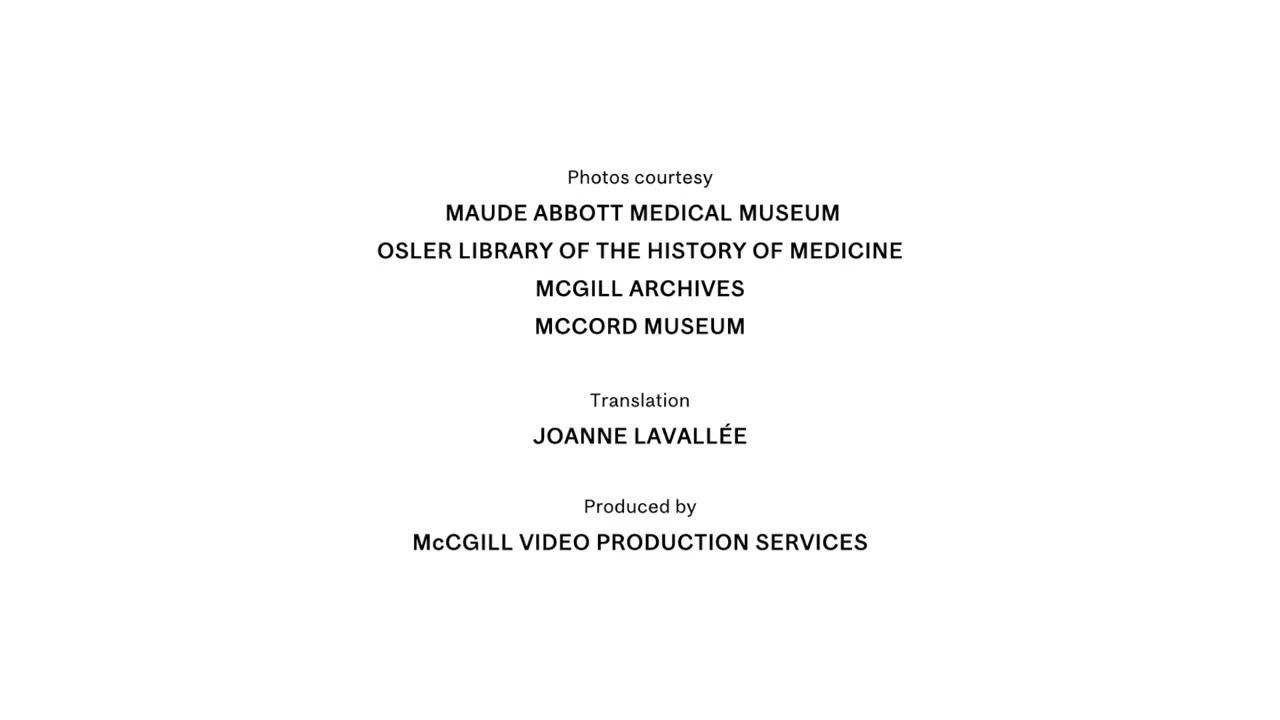 Photos courtesy
MAUDE ABBOTT MEDICAL MUSEUM
OSLER LIBRARY OF THE HISTORY OF MEDICINE
MCGILL ARCHIVES
MCCORD MUSEUM
Translation
JOANNE LAVALLÉE
Produced by
McCGILL VIDEO PRODUCTION SERVICES